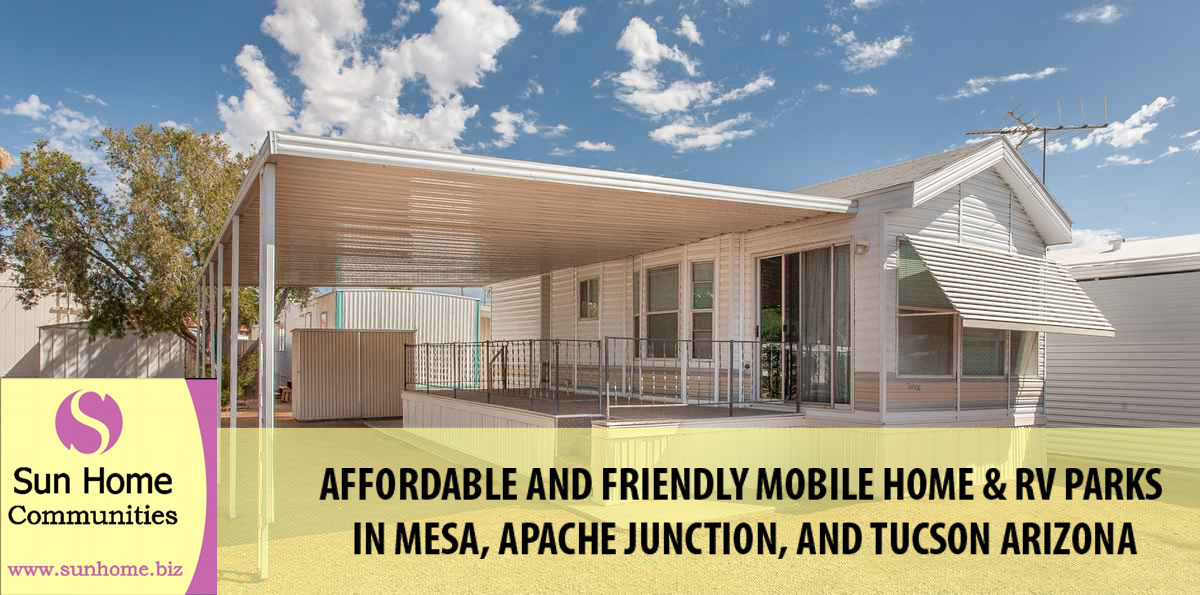 S
Sun Home
Communities
www.sunhome.biz
AFFORDABLE AND FRIENDLY MOBILE HOME & RV PARKS
IN MESA, APACHE JUNCTION, AND TUCSON ARIZONA